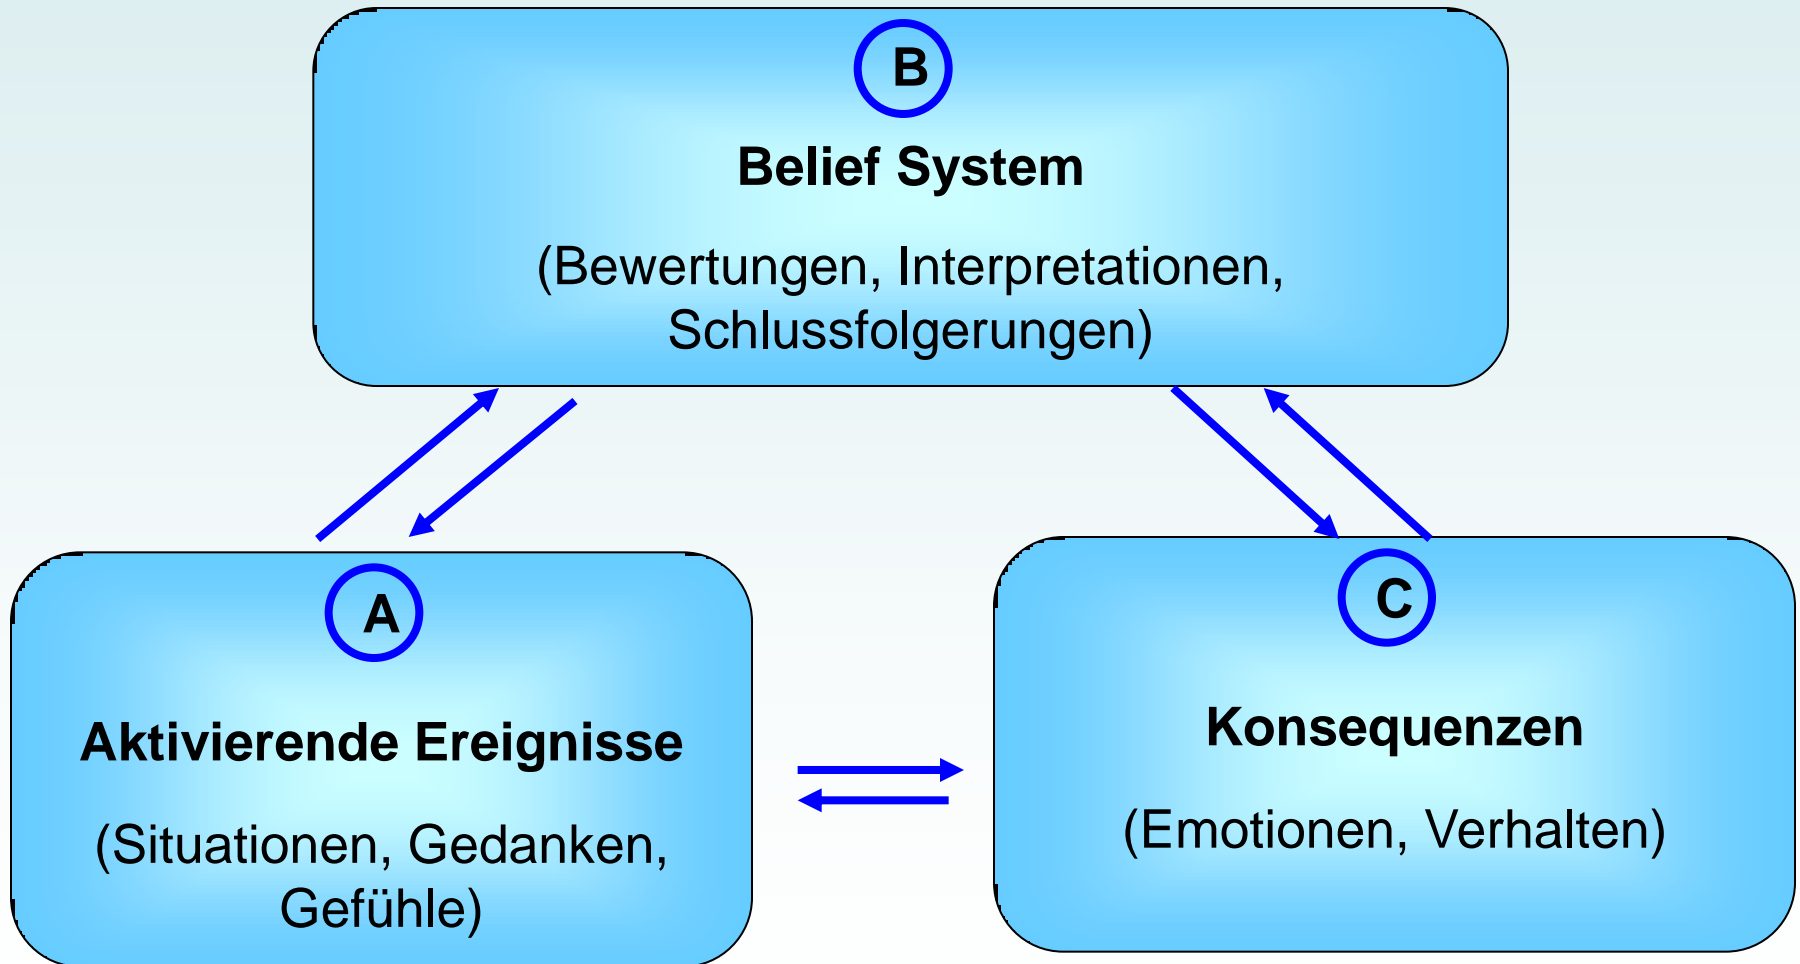 B
Belief System
(Bewertungen, Interpretationen,
Schlussfolgerungen)
A
Aktivierende Ereignisse
(Situationen, Gedanken,
Gefühle)
C
Konsequenzen
(Emotionen, Verhalten)